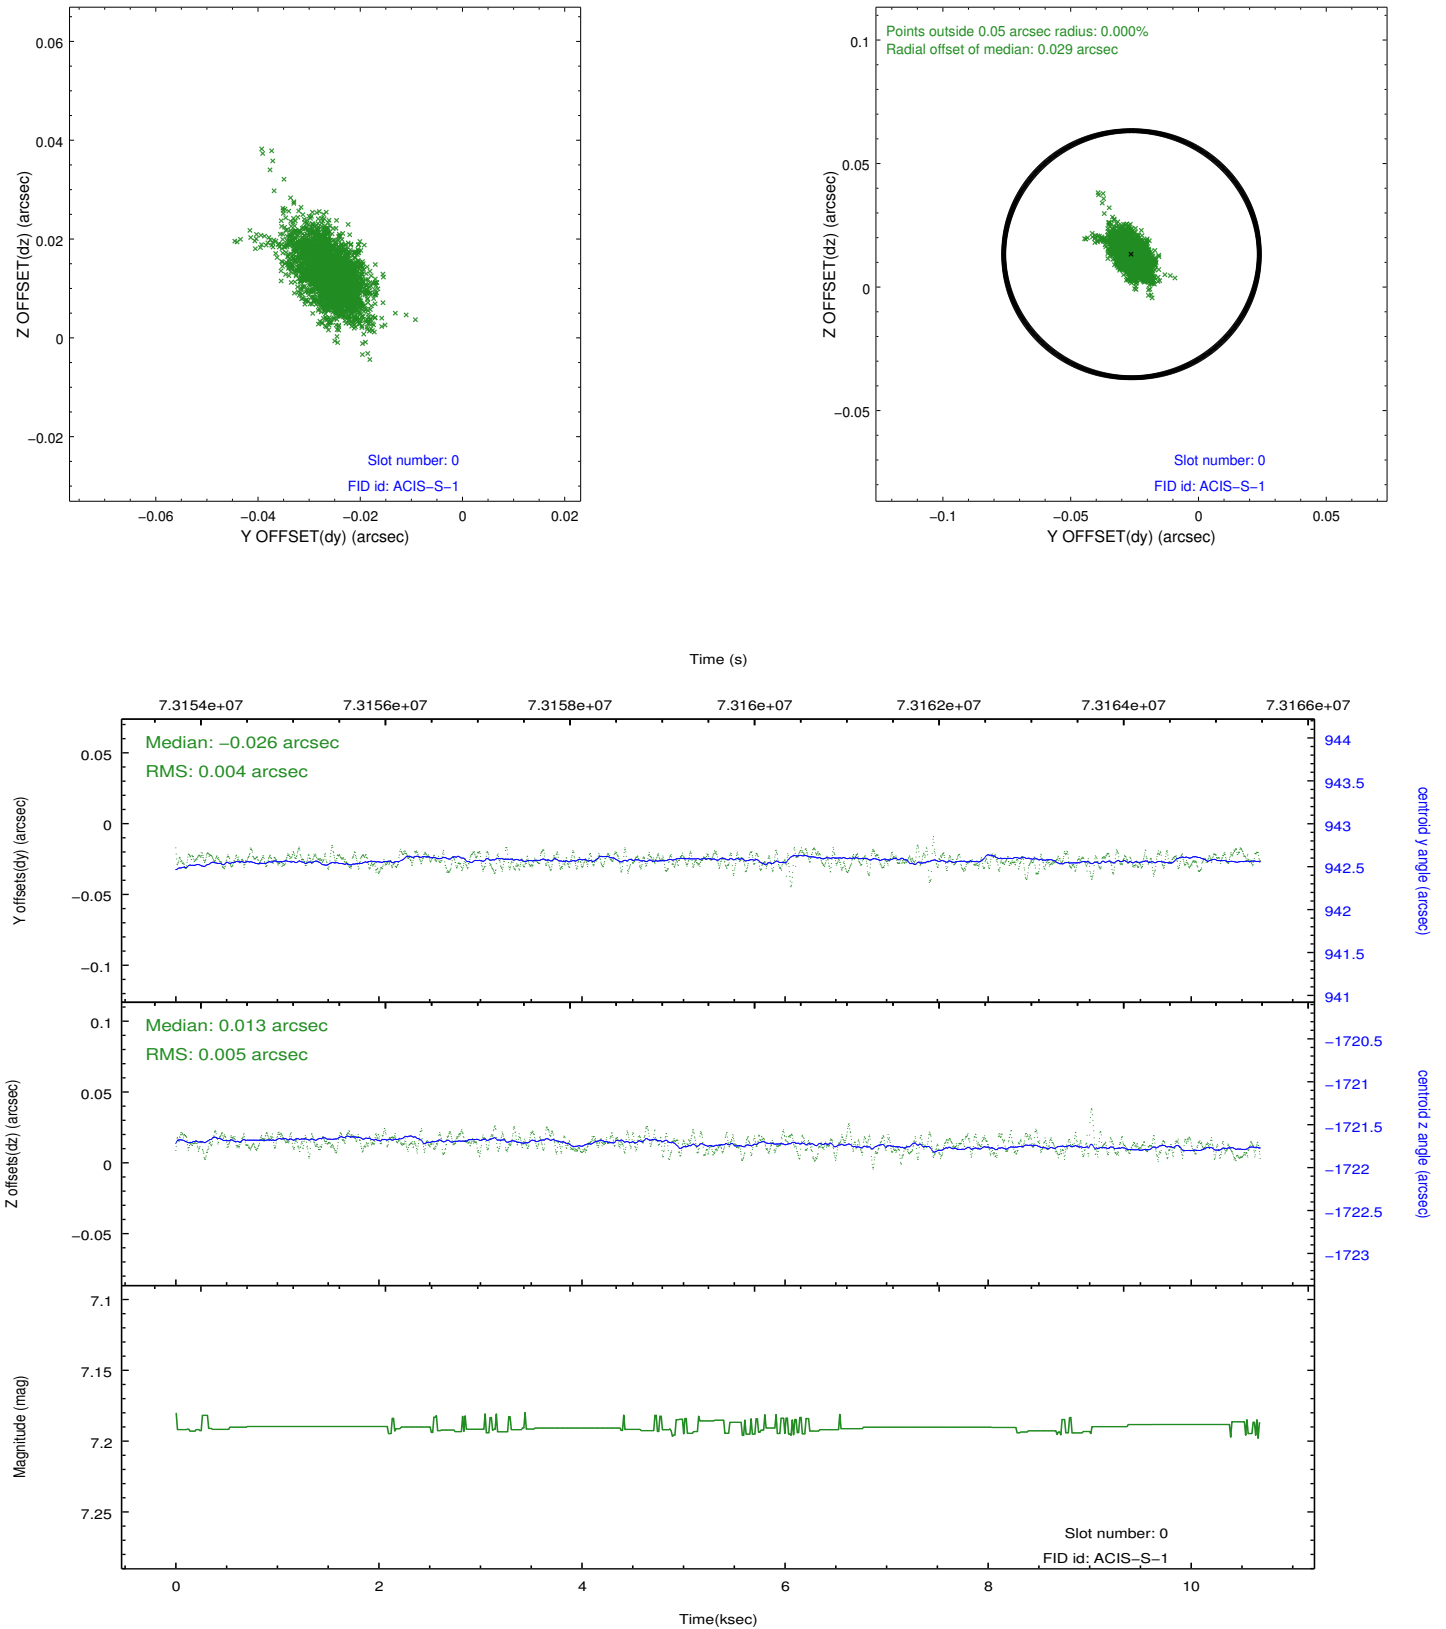 0.06
0.04
0.02
0
−0.02
Z OFFSET(dz) (arcsec)
Slot number: 0
FID id: ACIS−S−1
−0.06
−0.04
−0.02
0
0.02
Y OFFSET(dy) (arcsec)
Points outside 0.05 arcsec radius: 0.000%
Radial offset of median: 0.029 arcsec
0.1
0.05
0
−0.05
Z OFFSET(dz) (arcsec)
Slot number: 0
FID id: ACIS−S−1
−0.1
−0.05
0
0.05
Y OFFSET(dy) (arcsec)
Time (s)
7.3154e+07
7.3156e+07
7.3158e+07
7.316e+07
7.3162e+07
7.3164e+07
7.3166e+07
Median: −0.026 arcsec
RMS: 0.004 arcsec
0.05
0
−0.05
−0.1
Y offsets(dy) (arcsec)
944
943.5
943
942.5
942
941.5
941
centroid y angle (arcsec)
Median: 0.013 arcsec
RMS: 0.005 arcsec
0.1
0.05
0
−0.05
Z offsets(dz) (arcsec)
−1720.5
−1721
−1721.5
−1722
−1722.5
−1723
centroid z angle (arcsec)
7.1
7.15
7.2
7.25
Magnitude (mag)
Slot number: 0
FID id: ACIS−S−1
0
2
4
6
8
10
Time(ksec)